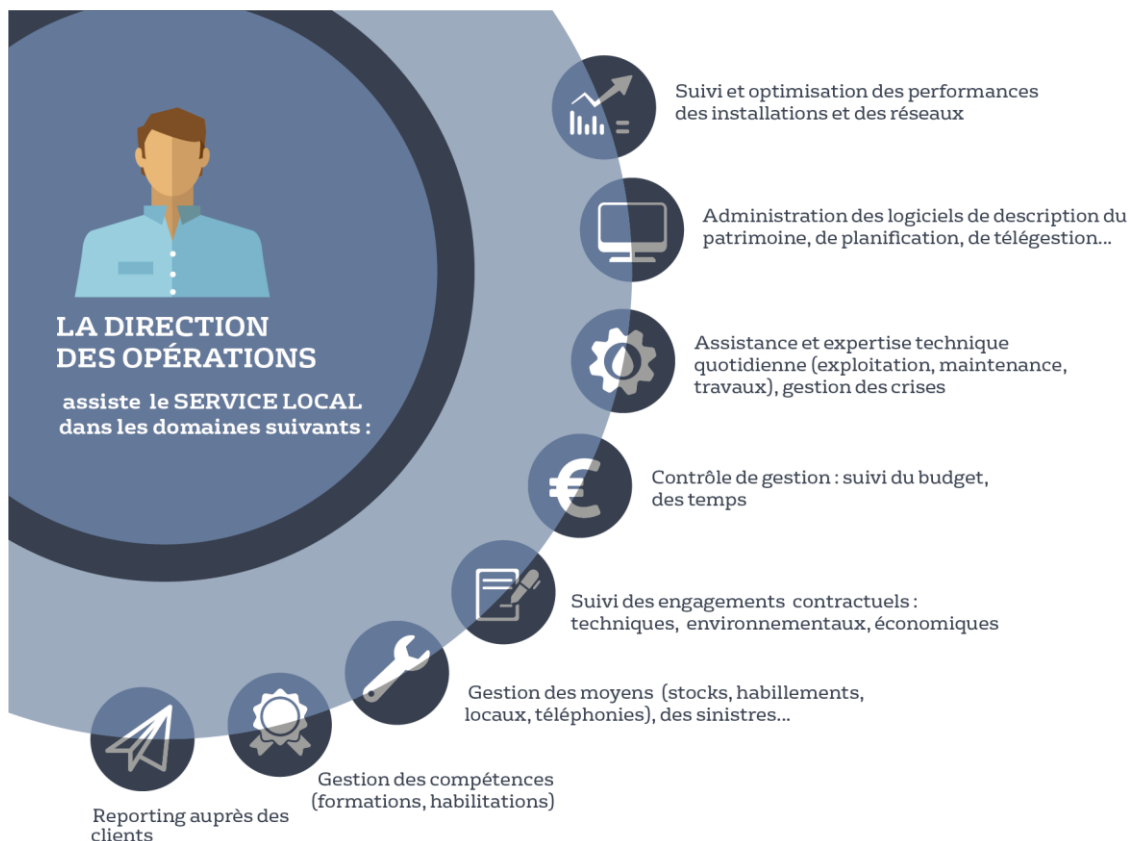 LA DIRECTION
DES OPÉRATIONS
assiste le SERVICE LOCAL
dans les domaines suivants :
Suivi et optimisation des performances
des installations et des réseaux
Administration des logiciels de description du
patrimoine, de planification, de télégestion...
Assistance et expertise technique
quotidienne (exploitation, maintenance,
travaux), gestion des crises
Contrôle de gestion : suivi du budget,
des temps
Suivi des engagements contractuels :
techniques, environnementaux, économiques
Gestion des moyens (stocks, habillements,
locaux, téléphonies), des sinistres...
Gestion des compétences
(formations, habilitations)
Reporting auprès des
clients